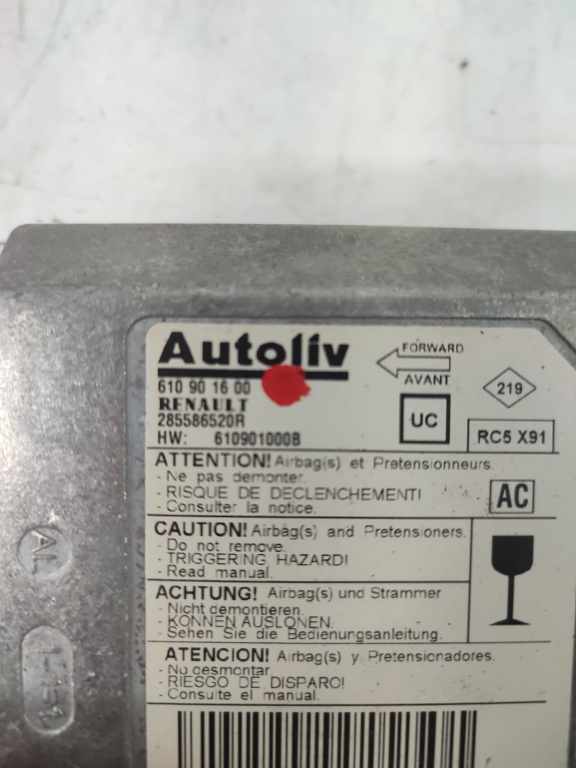 Autoliv
FORWARD
AVANT
219
610 90 16 00
RENAULT
285586520R
HW: 610901000B
UC
RC5 X91
ATTENTION! Airbag(s) et Pretensionneurs.
- Ne pas demonter.
- RISQUE DE DECLENCHEMENT!
- Consulter la notice.
AC
CAUTION! Airbag(s) and Pretensioners.
- Do not remove.
- TRIGGERING HAZARD!
- Read manual.
ACHTUNG! Airbag(s) und Strammer
- Nicht demontieren.
- KONNEN AUSLONEN.
- Sehen Sie die Bedienungsanleitung.
ATENCION! Airbag(s) y Pretensionadores.
- No desmontar
- RIESGO DE DISPARO!
- Consulte el manual.
AL